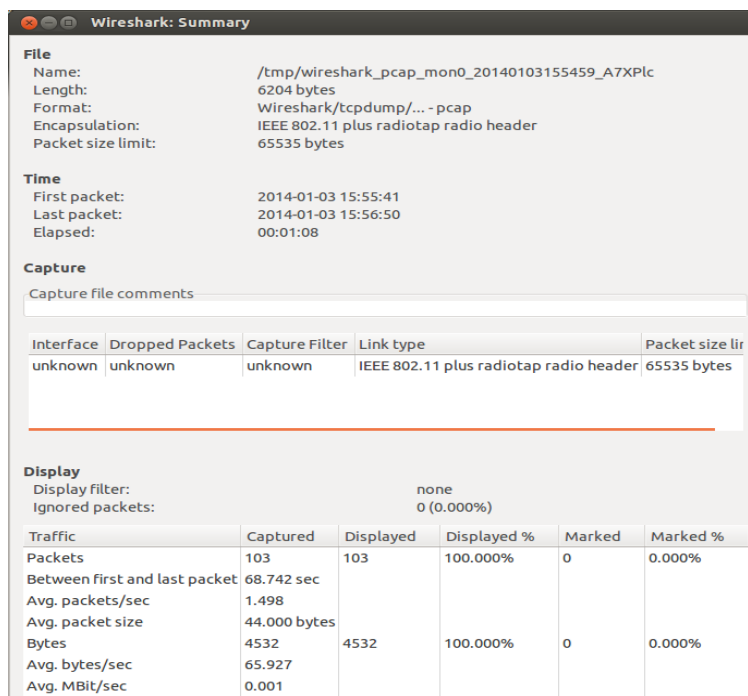 Wireshark: Summary
File
Name: /tmp/wireshark_pcap_mon0_20140103155459_A7XPlc
Length: 6204 bytes
Format: Wireshark/tcpdump/... - pcap
Encapsulation: IEEE 802.11 plus radiotap radio header
Packet size limit: 65535 bytes
Time
First packet: 2014-01-03 15:55:41
Last packet: 2014-01-03 15:56:50
Elapsed: 00:01:08
Capture
Capture file comments
Interface Dropped Packets Capture Filter Link type Packet size lir
unknown unknown unknown IEEE 802.11 plus radiotap radio header 65535 bytes
Display
Display filter: none
Ignored packets: 0 (0.000%)
Traffic Captured Displayed Displayed % Marked Marked %
Packets 103 103 100.000% 0 0.000%
Between first and last packet 68.742 sec
Avg. packets/sec 1.498
Avg. packet size 44.000 bytes
Bytes 4532 4532 100.000% 0 0.000%
Avg. bytes/sec 65.927
Avg. MBit/sec 0.001